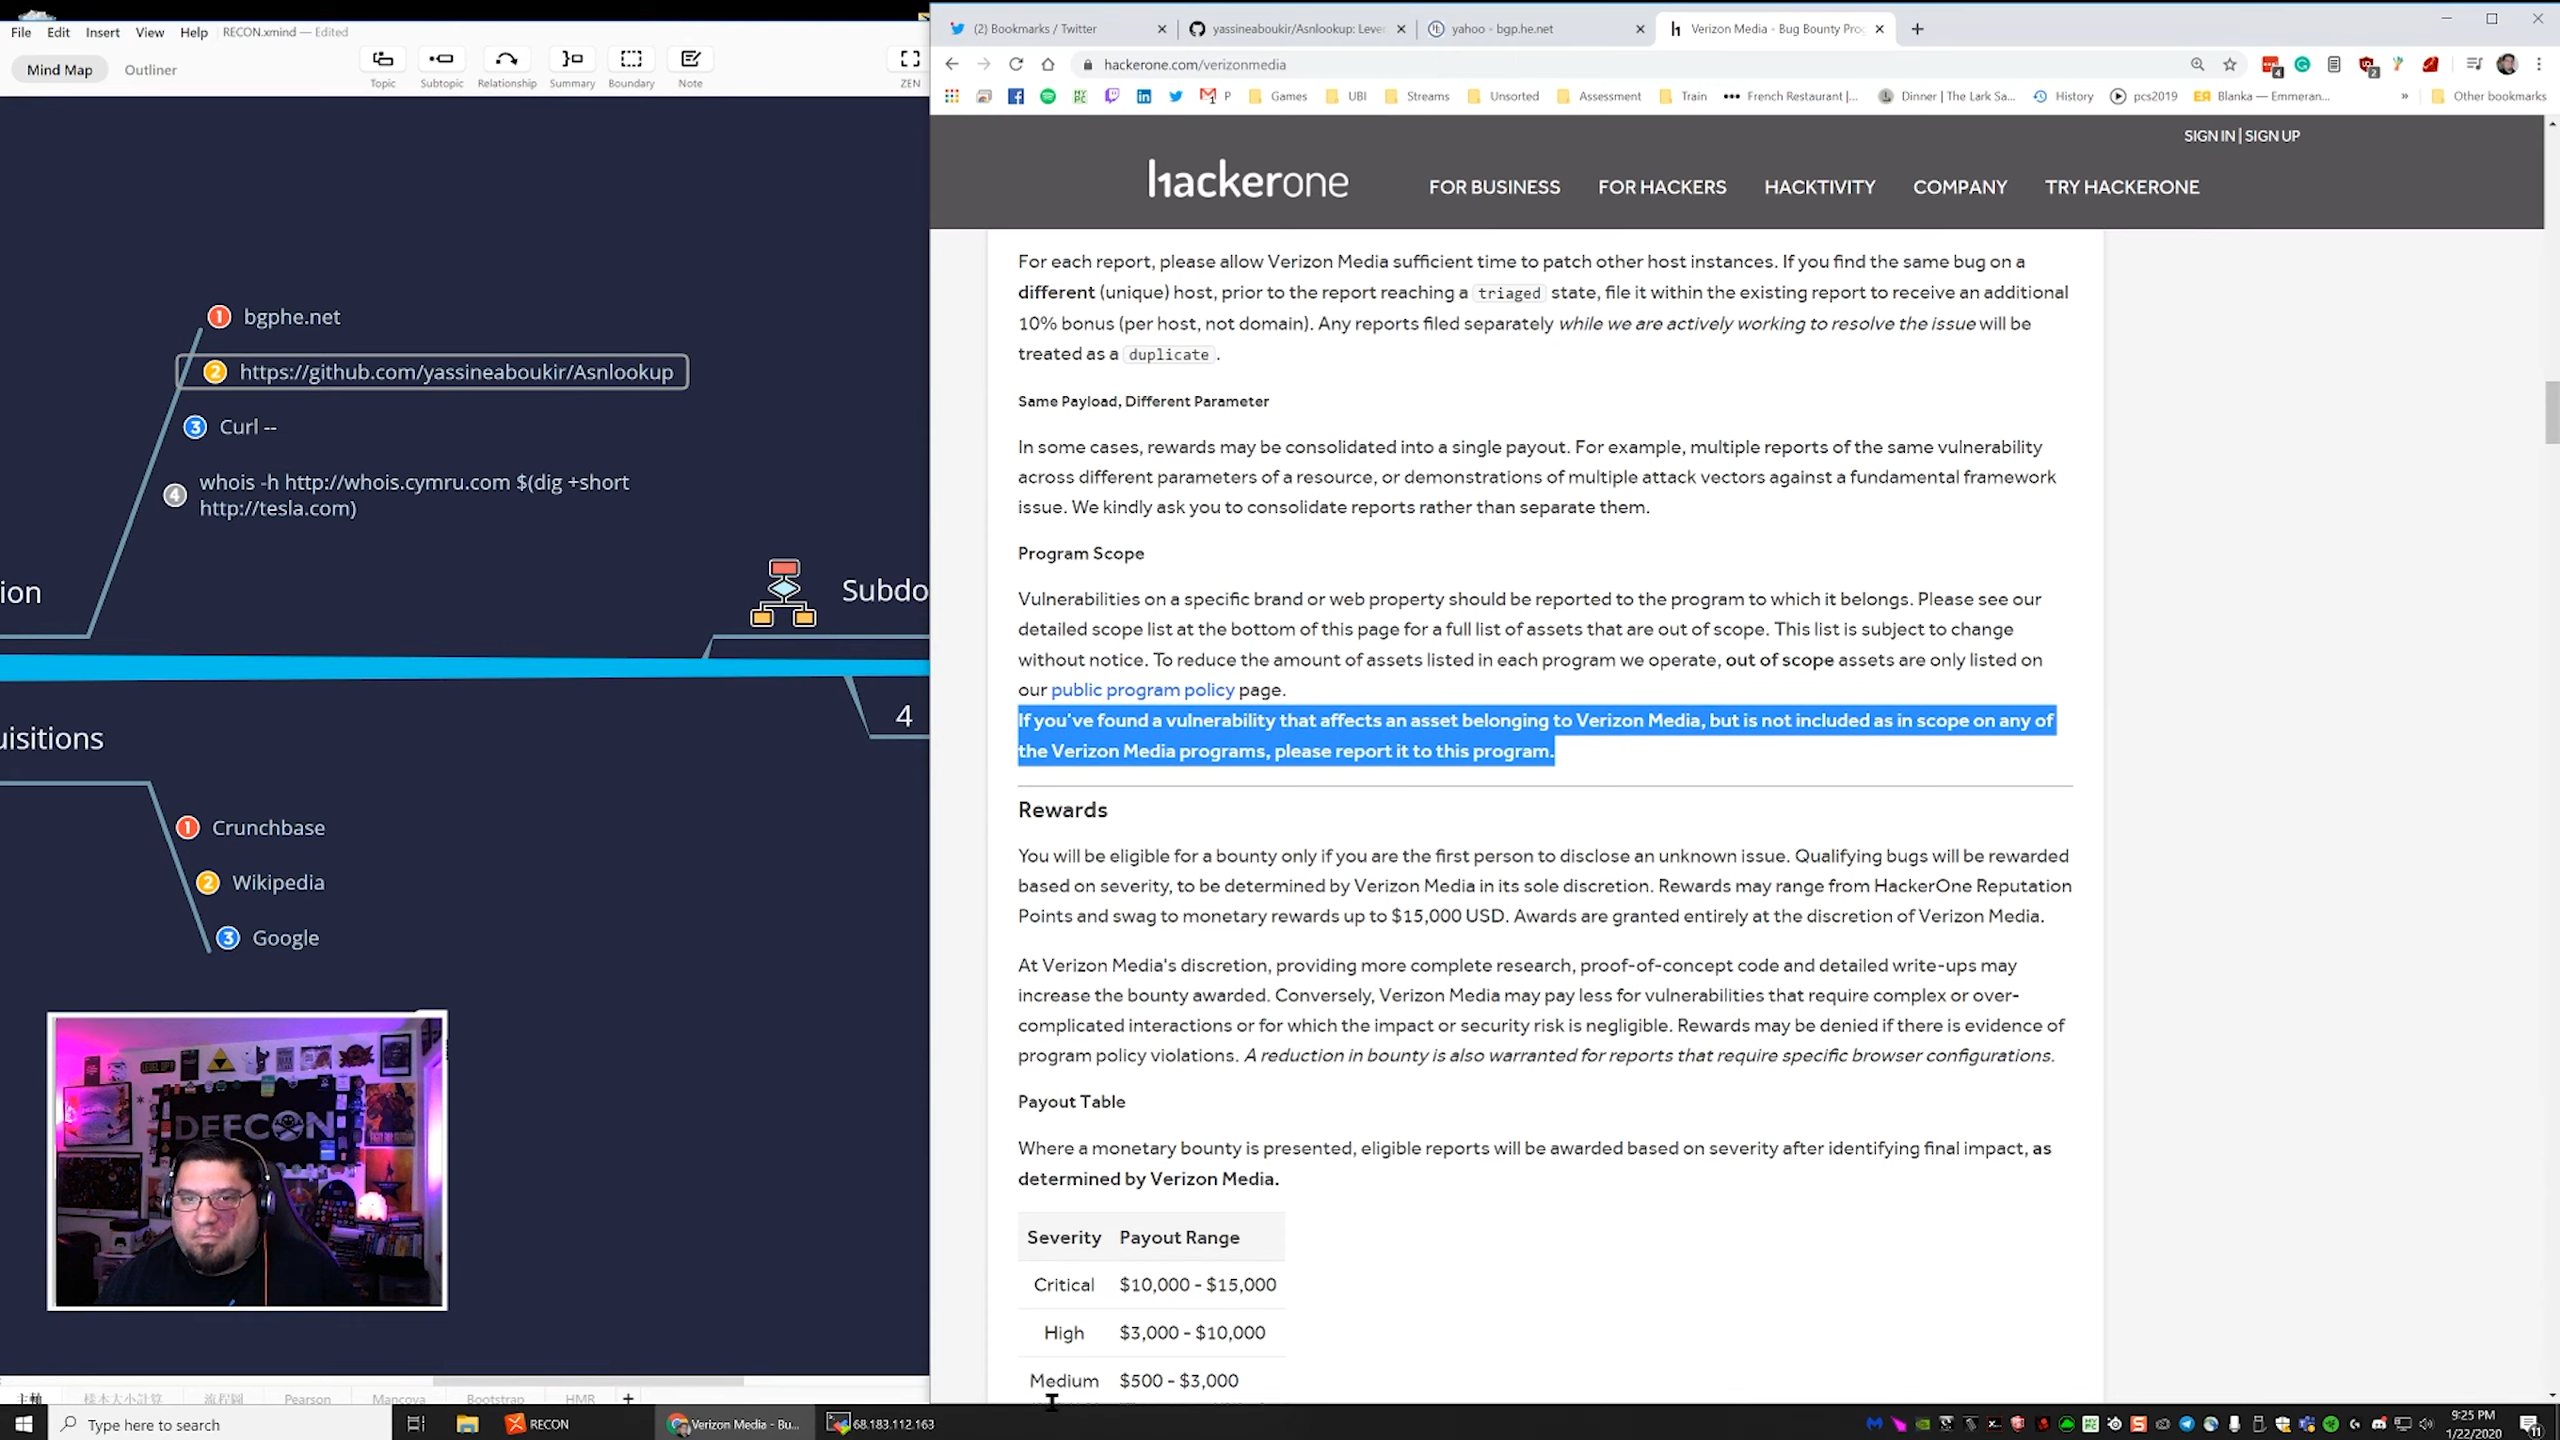 File Edit Insert View Help RECON.xmind — Edited
Mind Map Outliner
Topic Subtopic Relationship Summary Boundary Note ZEN
1 bgphe.net
2 https://github.com/yassineaboukir/Asnlookup
3 Curl --
4 whois -h http://whois.cymru.com $(dig +short
http://tesla.com)
ion
Subdo
uisitions
4
1 Crunchbase
2 Wikipedia
3 Google
DEFCON
主軸 樣本大小計算 流程圖 Pearson Mancova Bootstrap HMR +
(2) Bookmarks / Twitter
yassineaboukir/Asnlookup: Lever
yahoo - bgp.he.net
Verizon Media - Bug Bounty Prog
hackerone.com/verizonmedia
P Games UBI Streams Unsorted Assessment Train French Restaurant |... Dinner | The Lark Sa... History pcs2019 Blanka — Emmeran... » Other bookmarks
SIGN IN | SIGN UP
hackerone FOR BUSINESS FOR HACKERS HACKTIVITY COMPANY TRY HACKERONE
For each report, please allow Verizon Media sufficient time to patch other host instances. If you find the same bug on a
different (unique) host, prior to the report reaching a triaged state, file it within the existing report to receive an additional
10% bonus (per host, not domain). Any reports filed separately while we are actively working to resolve the issue will be
treated as a duplicate.
Same Payload, Different Parameter
In some cases, rewards may be consolidated into a single payout. For example, multiple reports of the same vulnerability
across different parameters of a resource, or demonstrations of multiple attack vectors against a fundamental framework
issue. We kindly ask you to consolidate reports rather than separate them.
Program Scope
Vulnerabilities on a specific brand or web property should be reported to the program to which it belongs. Please see our
detailed scope list at the bottom of this page for a full list of assets that are out of scope. This list is subject to change
without notice. To reduce the amount of assets listed in each program we operate, out of scope assets are only listed on
our public program policy page.
If you've found a vulnerability that affects an asset belonging to Verizon Media, but is not included as in scope on any of
the Verizon Media programs, please report it to this program.
Rewards
You will be eligible for a bounty only if you are the first person to disclose an unknown issue. Qualifying bugs will be rewarded
based on severity, to be determined by Verizon Media in its sole discretion. Rewards may range from HackerOne Reputation
Points and swag to monetary rewards up to $15,000 USD. Awards are granted entirely at the discretion of Verizon Media.
At Verizon Media's discretion, providing more complete research, proof-of-concept code and detailed write-ups may
increase the bounty awarded. Conversely, Verizon Media may pay less for vulnerabilities that require complex or over-
complicated interactions or for which the impact or security risk is negligible. Rewards may be denied if there is evidence of
program policy violations. A reduction in bounty is also warranted for reports that require specific browser configurations.
Payout Table
Where a monetary bounty is presented, eligible reports will be awarded based on severity after identifying final impact, as
determined by Verizon Media.
Severity Payout Range
Critical $10,000 - $15,000
High $3,000 - $10,000
Medium $500 - $3,000
Type here to search
RECON
Verizon Media - Bu...
68.183.112.163
9:25 PM
1/22/2020